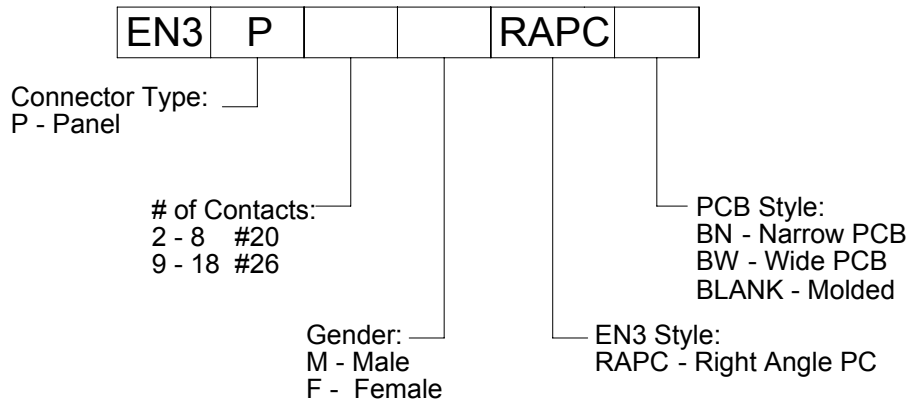 EN3 P RAPC
Connector Type:
P - Panel
# of Contacts:
2 - 8 #20
9 - 18 #26
PCB Style:
BN - Narrow PCB
BW - Wide PCB
BLANK - Molded
Gender:
M - Male
F - Female
EN3 Style:
RAPC - Right Angle PC